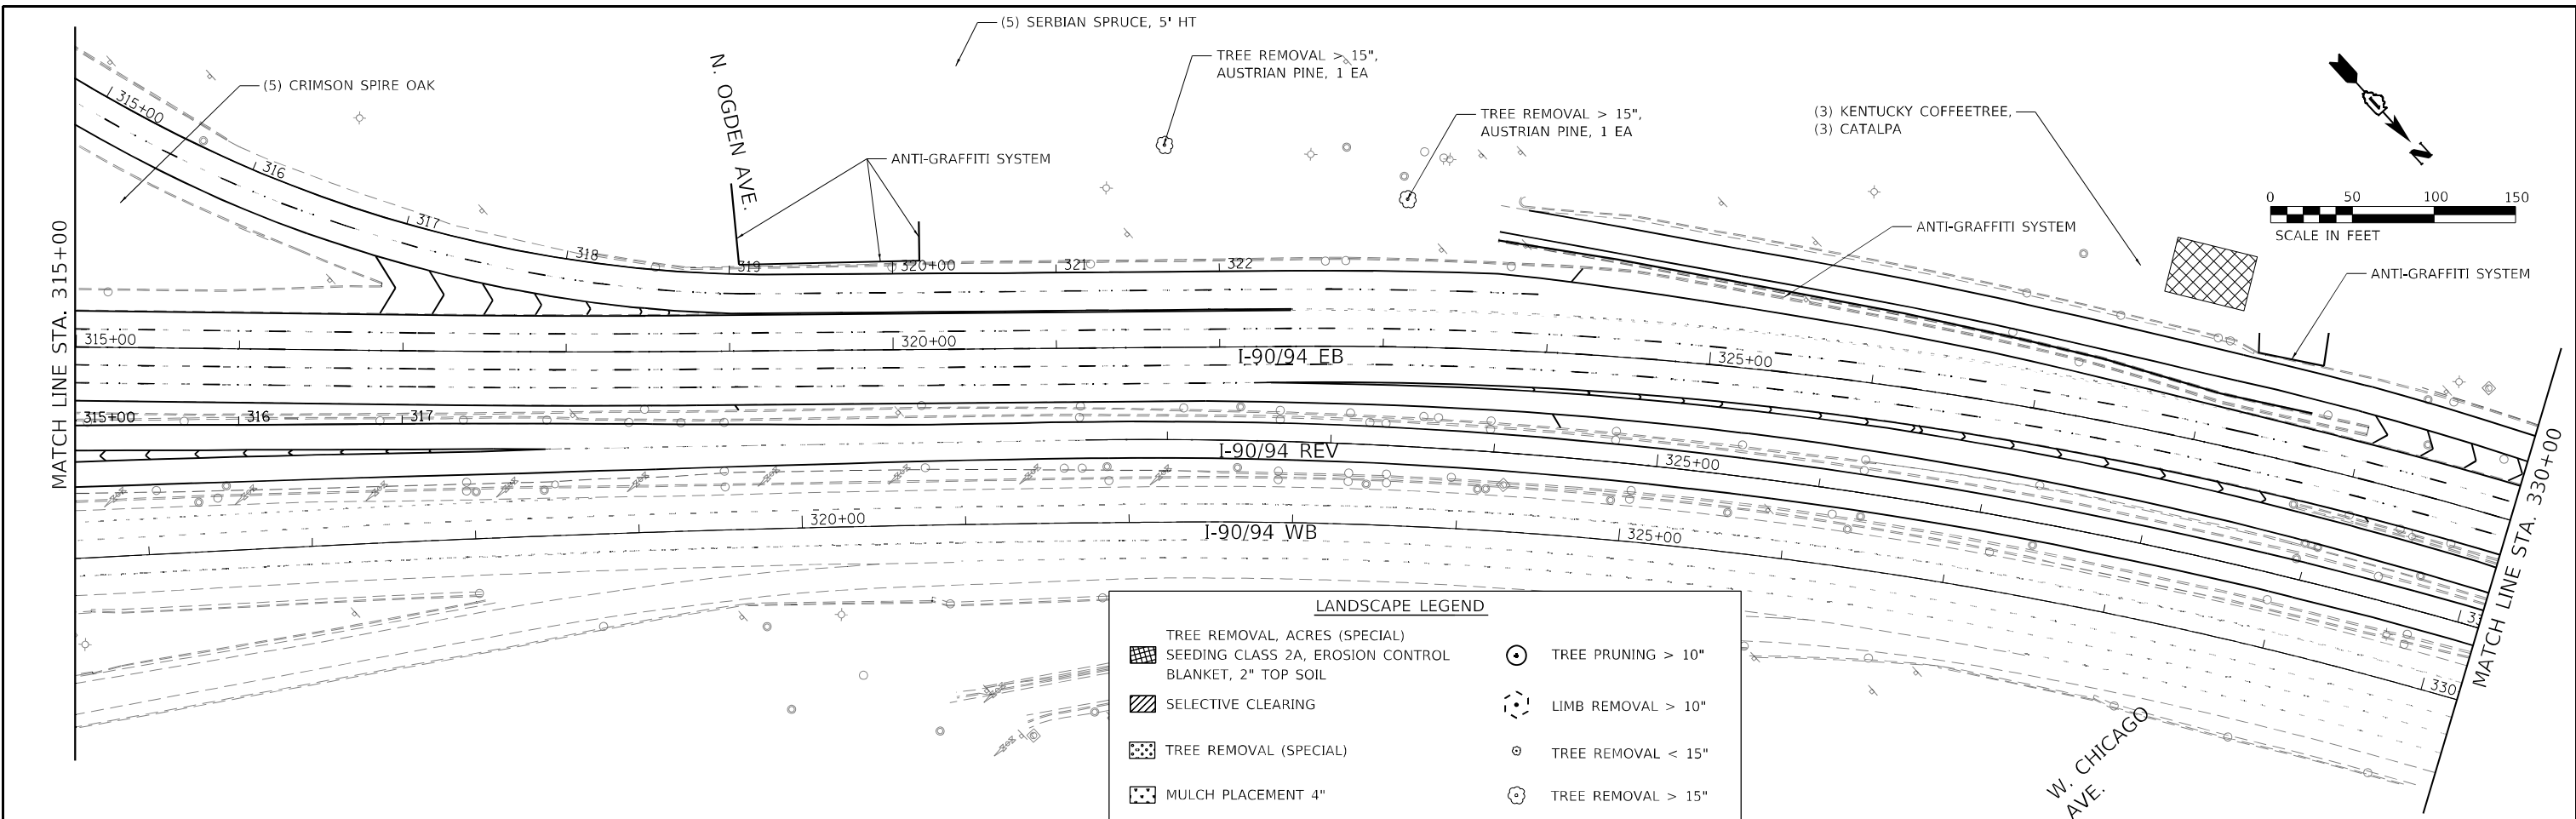 (5) SERBIAN SPRUCE, 5' HT
TREE REMOVAL > 15",
AUSTRIAN PINE, 1 EA
(5) CRIMSON SPIRE OAK
N. OGDEN AVE.
TREE REMOVAL > 15",
AUSTRIAN PINE, 1 EA
(3) KENTUCKY COFFEETREE,
(3) CATALPA
N
0 50 100 150
SCALE IN FEET
ANTI-GRAFFITI SYSTEM
ANTI-GRAFFITI SYSTEM
ANTI-GRAFFITI SYSTEM
MATCH LINE STA. 315+00
315+00
316
317
318
319
320+00
321
322
315+00
320+00
I-90/94 EB
325+00
315+00
316
317
I-90/94 REV
325+00
33
320+00
I-90/94 WB
325+00
330
MATCH LINE STA. 330+00
W. CHICAGO
AVE.
LANDSCAPE LEGEND
TREE REMOVAL, ACRES (SPECIAL)
SEEDING CLASS 2A, EROSION CONTROL
BLANKET, 2" TOP SOIL
SELECTIVE CLEARING
TREE REMOVAL (SPECIAL)
MULCH PLACEMENT 4"
TREE PRUNING > 10"
LIMB REMOVAL > 10"
TREE REMOVAL < 15"
TREE REMOVAL > 15"